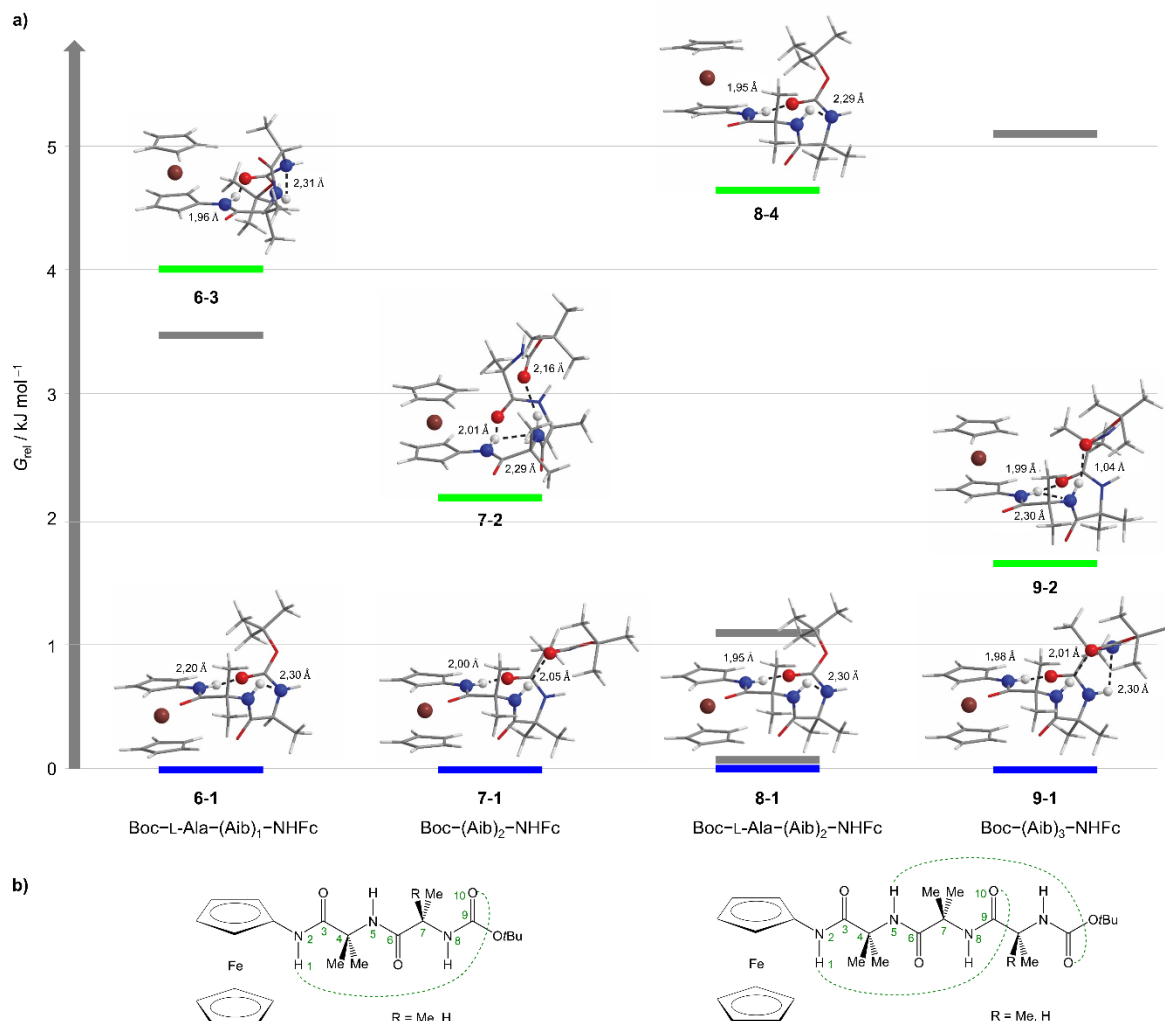 a)
G rel / kJ mol –1
5
4
3
2
1
0
1,96 Å
2,31 Å
6-3
2,20 Å
2,30 Å
6-1
Boc–L-Ala–(Aib)1–NHFc
2,16 Å
2,01 Å
2,29 Å
7-2
2,00 Å
2,05 Å
7-1
Boc–(Aib)2–NHFc
1,95 Å
2,29 Å
8-4
1,95 Å
2,30 Å
8-1
Boc–L-Ala–(Aib)2–NHFc
1,99 Å
1,04 Å
2,30 Å
9-2
1,98 Å
2,01 Å
2,30 Å
9-1
Boc–(Aib)3–NHFc
b)
O H R Me 10 O
3 4 5 6 7 8 9 OtBu
N 2 N N
H 1 Me Me O H
Fe
R = Me, H
O H Me Me 10 O H
3 4 5 6 7 8 9 N OtBu
N 2 N N
H 1 Me Me O H R Me O
Fe
R = Me, H